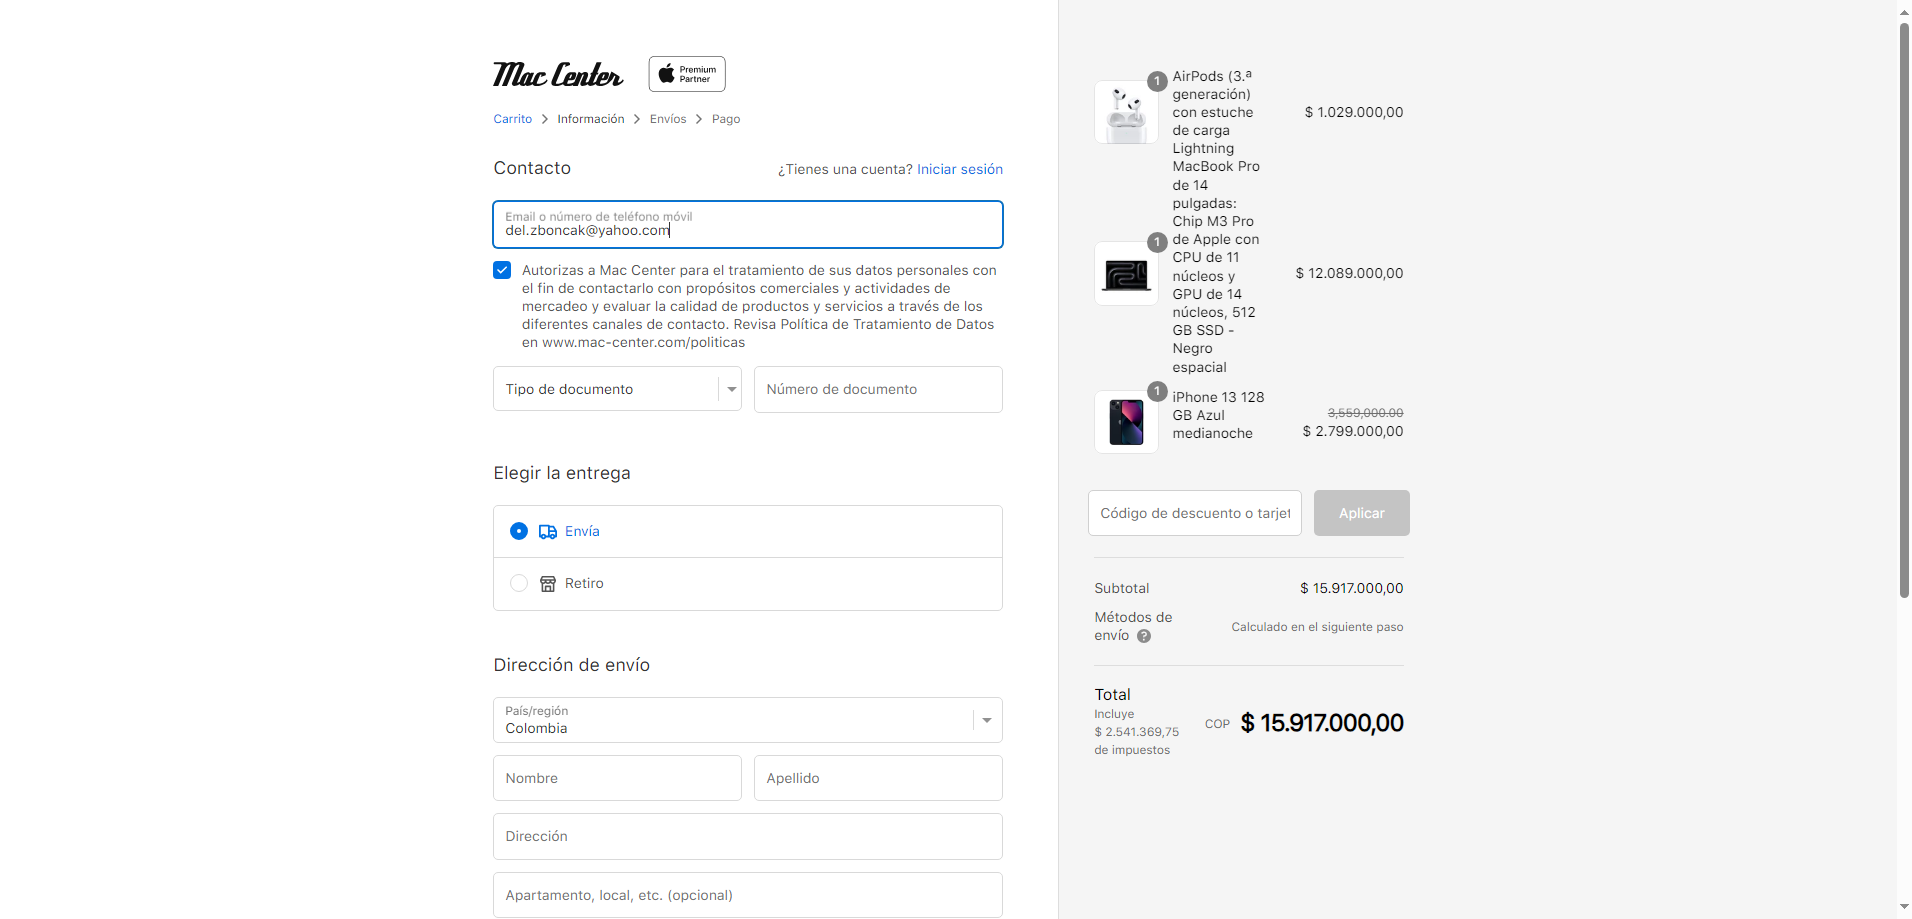 Mac Center
Premium
Partner
Carrito > Información > Envíos > Pago
Contacto
¿Tienes una cuenta? Iniciar sesión
Email o número de teléfono móvil
del.zboncak@yahoo.com
Autorizas a Mac Center para el tratamiento de sus datos personales con
el fin de contactarlo con propósitos comerciales y actividades de
mercadeo y evaluar la calidad de productos y servicios a través de los
diferentes canales de contacto. Revisa Política de Tratamiento de Datos
en www.mac-center.com/politicas
Tipo de documento
Número de documento
Elegir la entrega
Envía
Retiro
Dirección de envío
País/región
Colombia
Nombre
Apellido
Dirección
Apartamento, local, etc. (opcional)
1
AirPods (3.ª
generación)
con estuche
de carga
Lightning
$ 1.029.000,00
1
MacBook Pro
de 14
pulgadas:
Chip M3 Pro
de Apple con
CPU de 11
núcleos y
GPU de 14
núcleos, 512
GB SSD -
Negro
espacial
$ 12.089.000,00
1
iPhone 13 128
GB Azul
medianoche
3,559,000.00
$ 2.799.000,00
Código de descuento o tarjet
Aplicar
Subtotal
$ 15.917.000,00
Métodos de
envío ?
Calculado en el siguiente paso
Total
Incluye
$ 2.541.369,75
de impuestos
COP $ 15.917.000,00